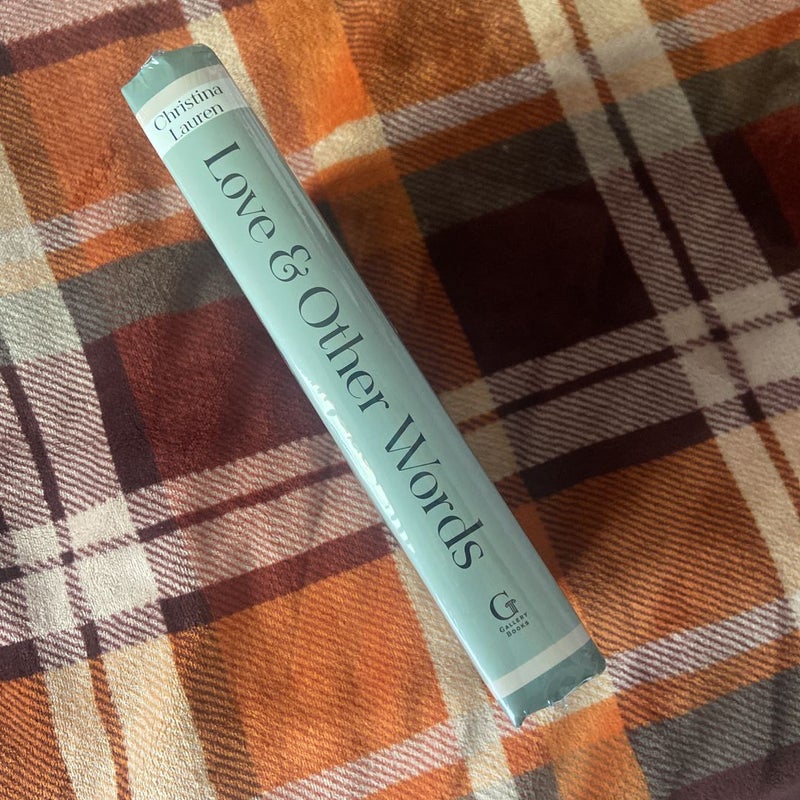 Christina
Lauren
Love & Other Words
G
GALLERY
BOOKS